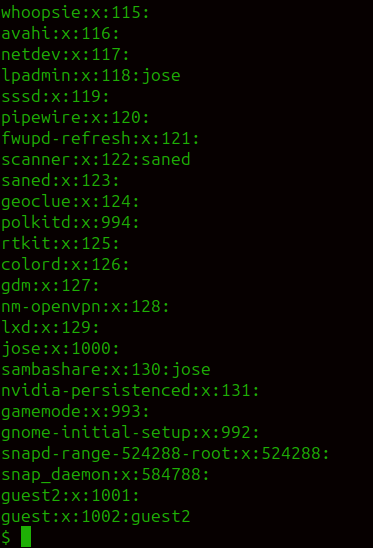 whoopsie:x:115:
avahi:x:116:
netdev:x:117:
lpadmin:x:118:jose
sssd:x:119:
pipewire:x:120:
fwupd-refresh:x:121:
scanner:x:122:saned
saned:x:123:
geoclue:x:124:
polkitd:x:994:
rtkit:x:125:
colord:x:126:
gdm:x:127:
nm-openvpn:x:128:
lxd:x:129:
jose:x:1000:
sambashare:x:130:jose
nvidia-persistenced:x:131:
gamemode:x:993:
gnome-initial-setup:x:992:
snapd-range-524288-root:x:524288:
snap_daemon:x:584788:
guest2:x:1001:
guest:x:1002:guest2
$